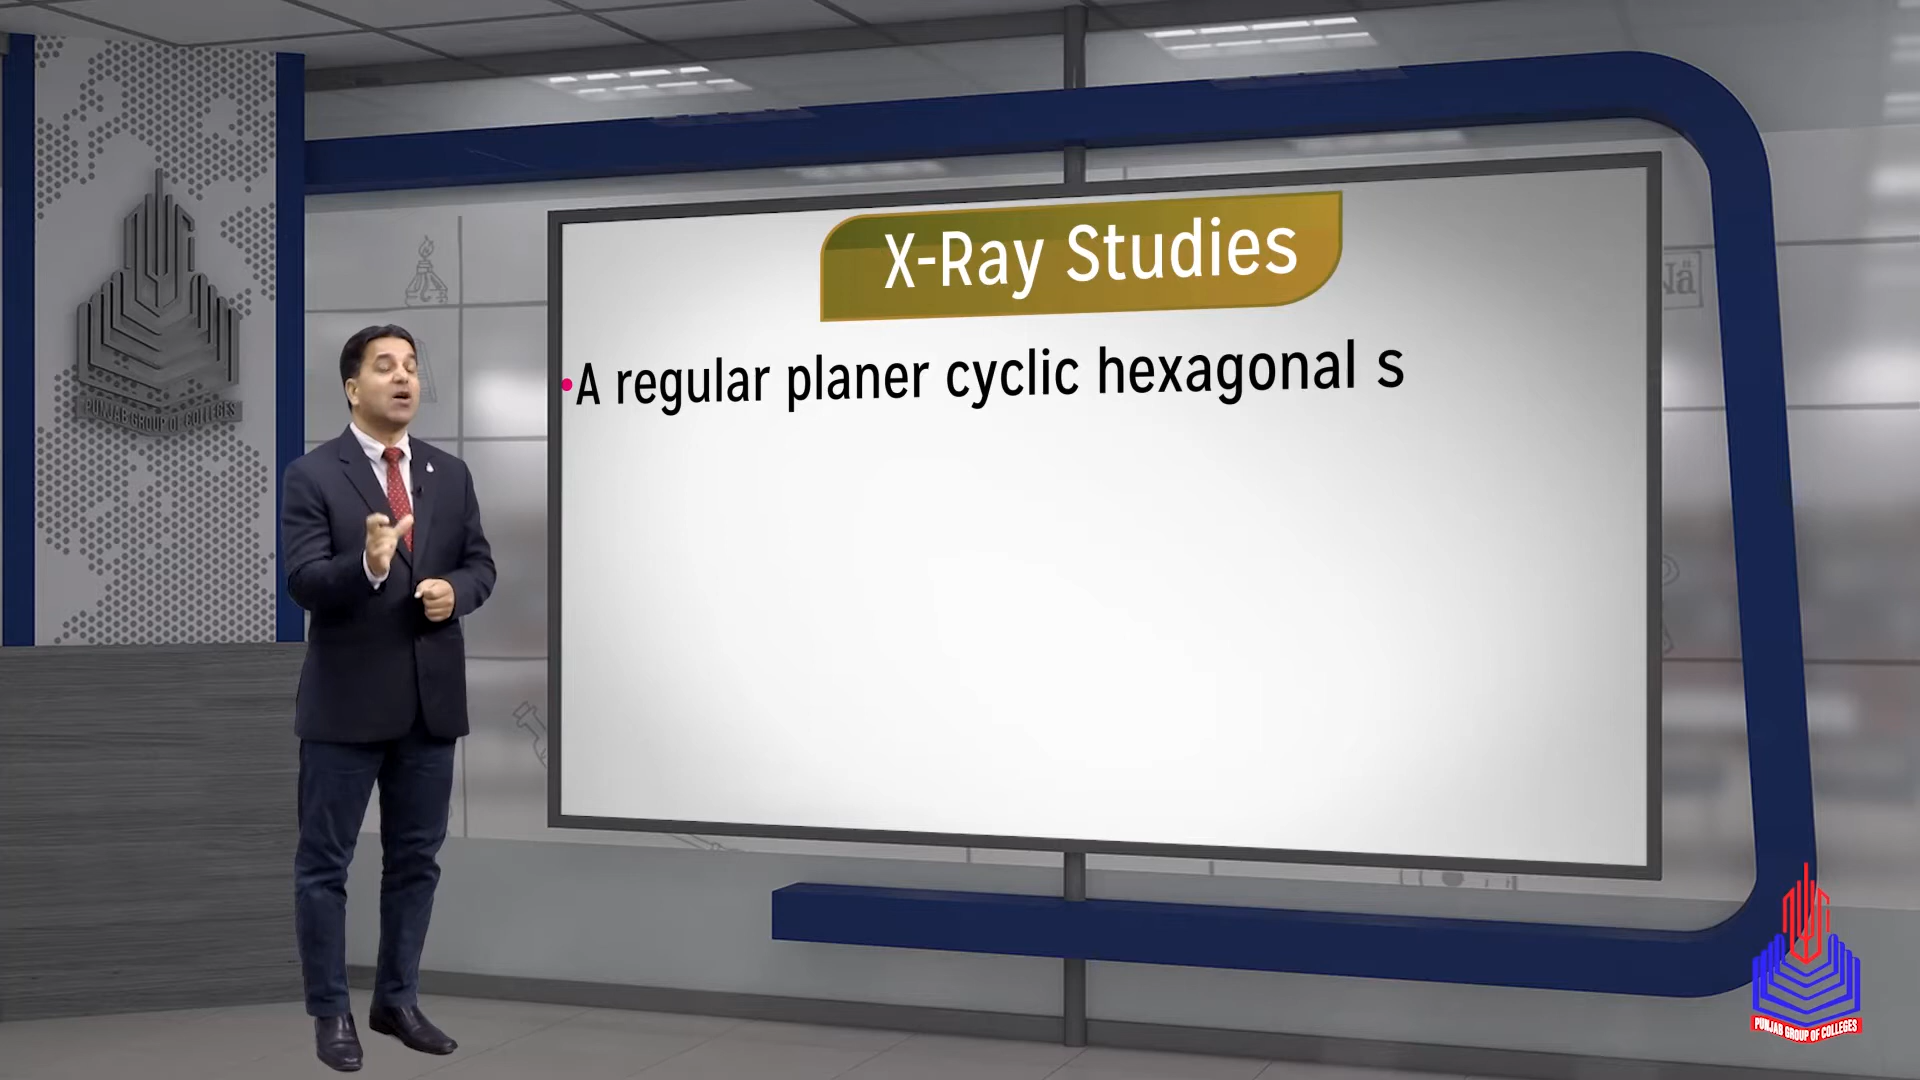 X-Ray Studies
•A regular planer cyclic hexagonal s
PUNJAB GROUP OF COLLEGES
PUNJAB GROUP OF COLLEGES